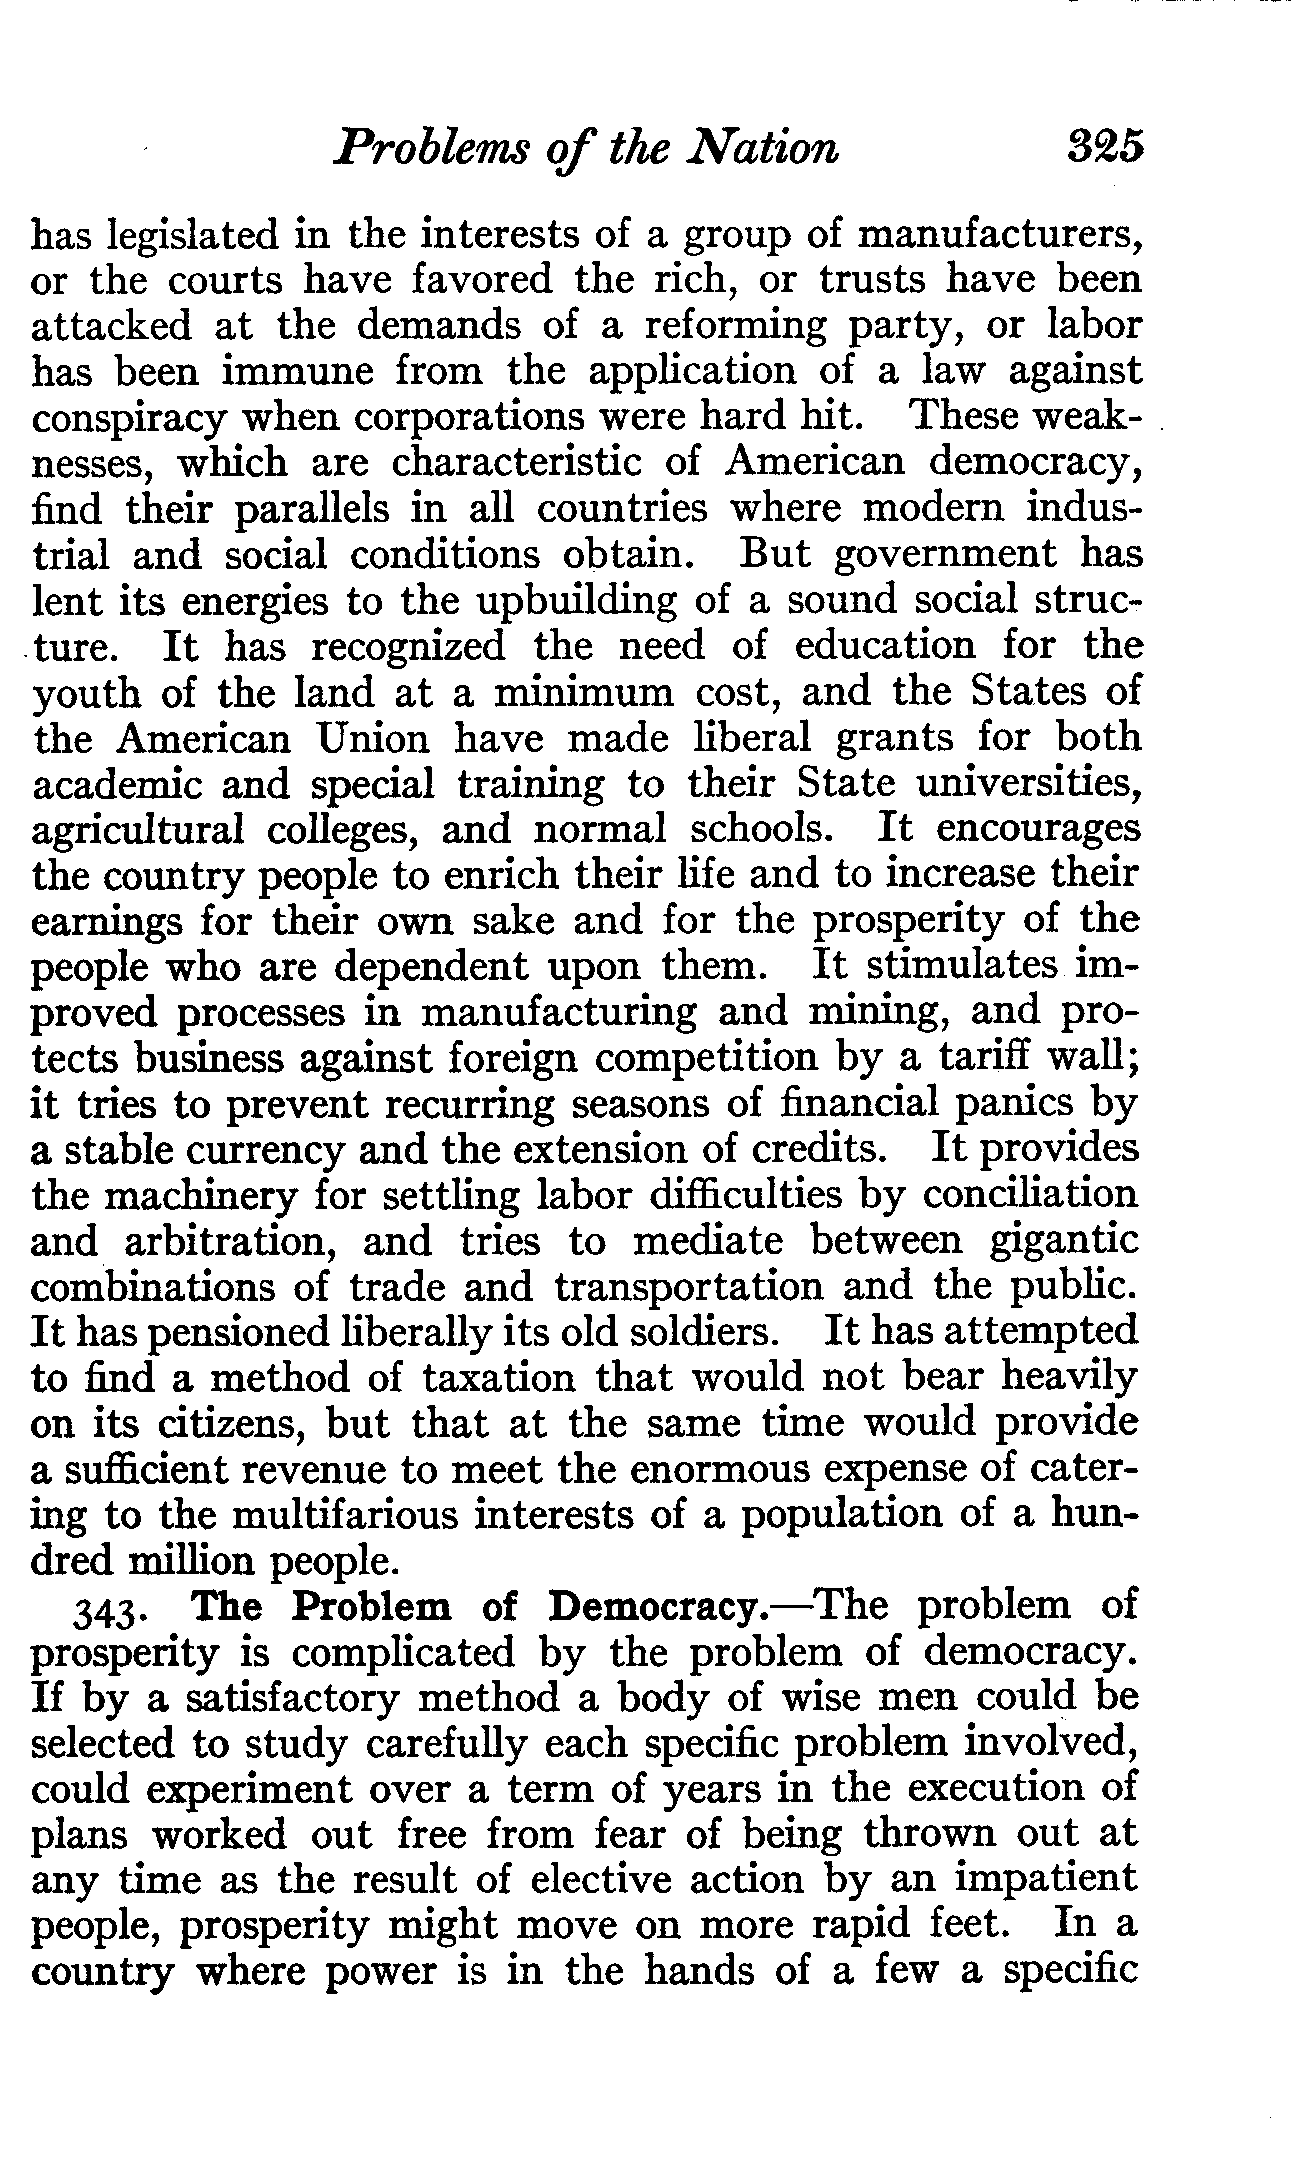 Problems of the Nation 325
has legislated in the interests of a group of manufacturers,
or the courts have favored the rich, or trusts have been
attacked at the demands of a reforming party, or labor
has been immune from the application of a law against
conspiracy when corporations were hard hit. These weak-
nesses, which are characteristic of American democracy,
find their parallels in all countries where modern indus-
trial and social conditions obtain. But government has
lent its energies to the upbuilding of a sound social struc-
ture. It has recognized the need of education for the
youth of the land at a minimum cost, and the States of
the American Union have made liberal grants for both
academic and special training to their State universities,
agricultural colleges, and normal schools. It encourages
the country people to enrich their life and to increase their
earnings for their own sake and for the prosperity of the
people who are dependent upon them. It stimulates im-
proved processes in manufacturing and mining, and pro-
tects business against foreign competition by a tariff wall;
it tries to prevent recurring seasons of financial panics by
a stable currency and the extension of credits. It provides
the machinery for settling labor difficulties by conciliation
and arbitration, and tries to mediate between gigantic
combinations of trade and transportation and the public.
It has pensioned liberally its old soldiers. It has attempted
to find a method of taxation that would not bear heavily
on its citizens, but that at the same time would provide
a sufficient revenue to meet the enormous expense of cater-
ing to the multifarious interests of a population of a hun-
dred million people.
343. The Problem of Democracy.—The problem of
prosperity is complicated by the problem of democracy.
If by a satisfactory method a body of wise men could be
selected to study carefully each specific problem involved,
could experiment over a term of years in the execution of
plans worked out free from fear of being thrown out at
any time as the result of elective action by an impatient
people, prosperity might move on more rapid feet. In a
country where power is in the hands of a few a specific